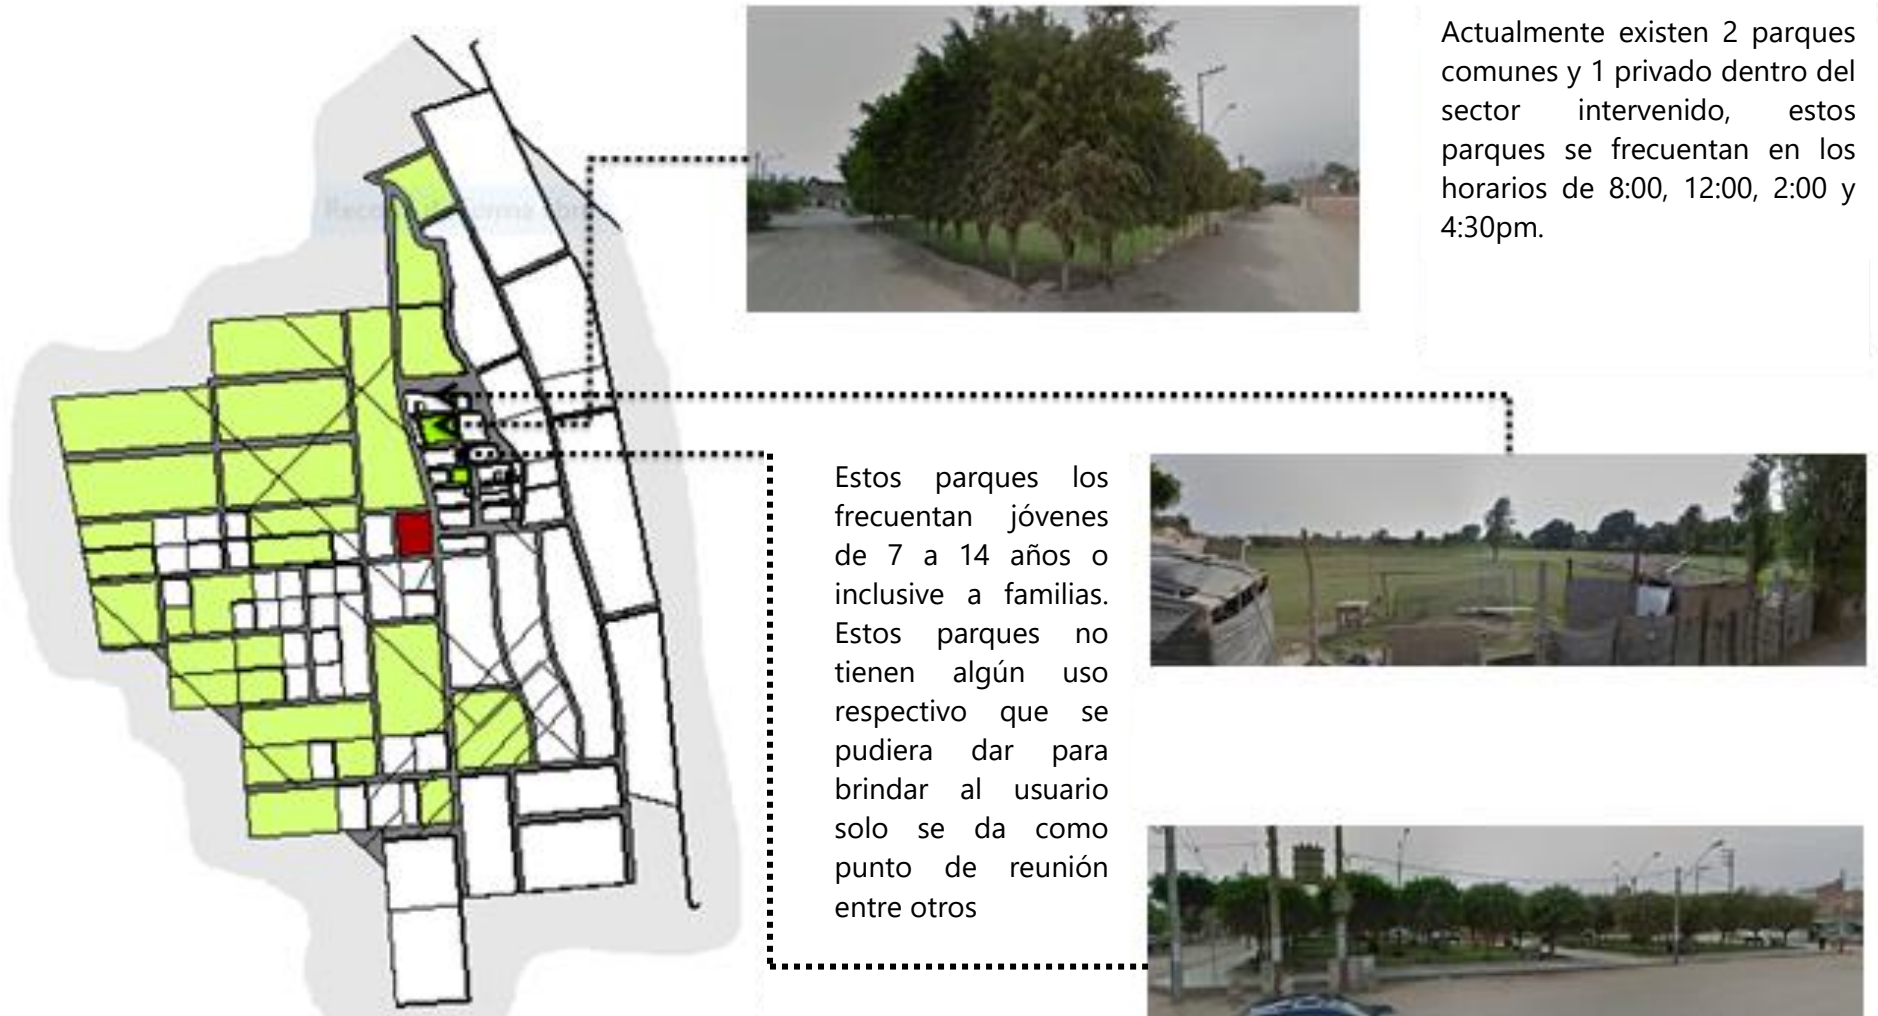 Actualmente existen 2 parques
comunes y 1 privado dentro del
sector intervenido, estos
parques se frecuentan en los
horarios de 8:00, 12:00, 2:00 y
4:30pm.
Estos parques los
frecuentan jóvenes
de 7 a 14 años o
inclusive a familias.
Estos parques no
tienen algún uso
respectivo que se
pudiera dar para
brindar al usuario
solo se da como
punto de reunión
entre otros